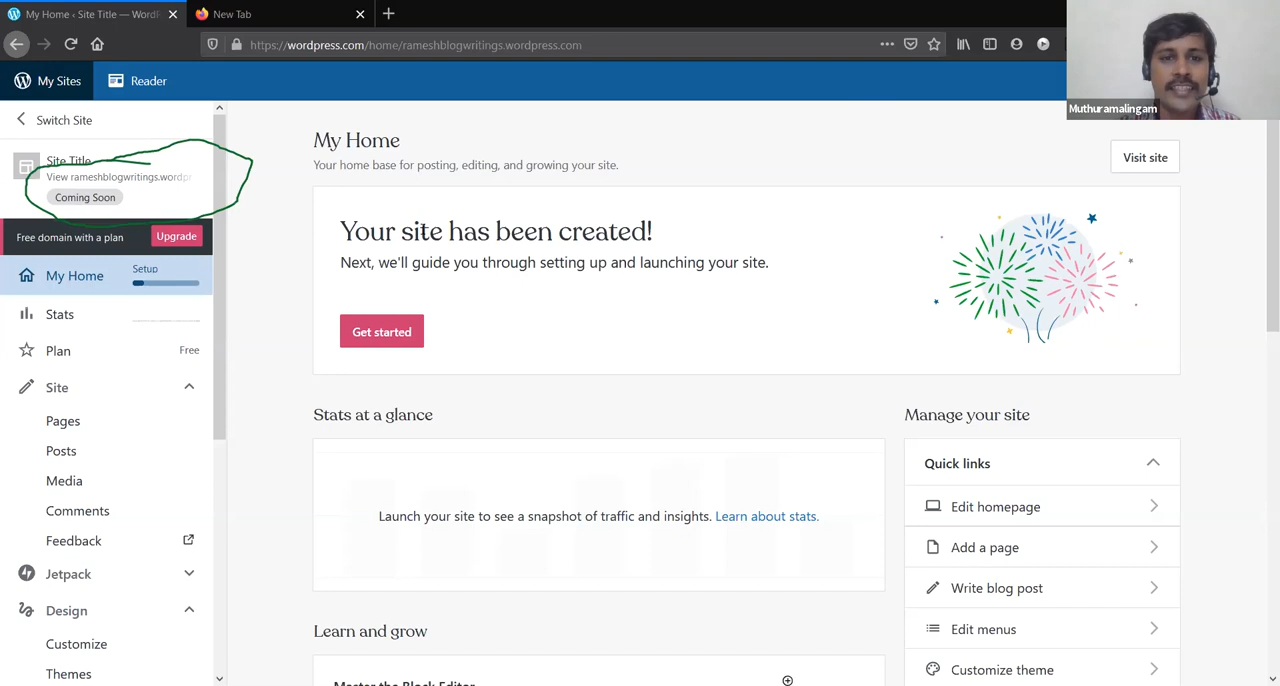 My Home ‹ Site Title — WordP
New Tab
https://wordpress.com/home/rameshblogwritings.wordpress.com
My Sites
Reader
Muthuramalingam
Switch Site
Site Title
View rameshblogwritings.wordpr
Coming Soon
Free domain with a plan
Upgrade
My Home
Setup
Stats
Plan
Free
Site
Pages
Posts
Media
Comments
Feedback
Jetpack
Design
Customize
Themes
My Home
Your home base for posting, editing, and growing your site.
Visit site
Your site has been created!
Next, we'll guide you through setting up and launching your site.
Get started
Stats at a glance
Launch your site to see a snapshot of traffic and insights. Learn about stats.
Learn and grow
Master the Block Editor
Manage your site
Quick links
Edit homepage
Add a page
Write blog post
Edit menus
Customize theme